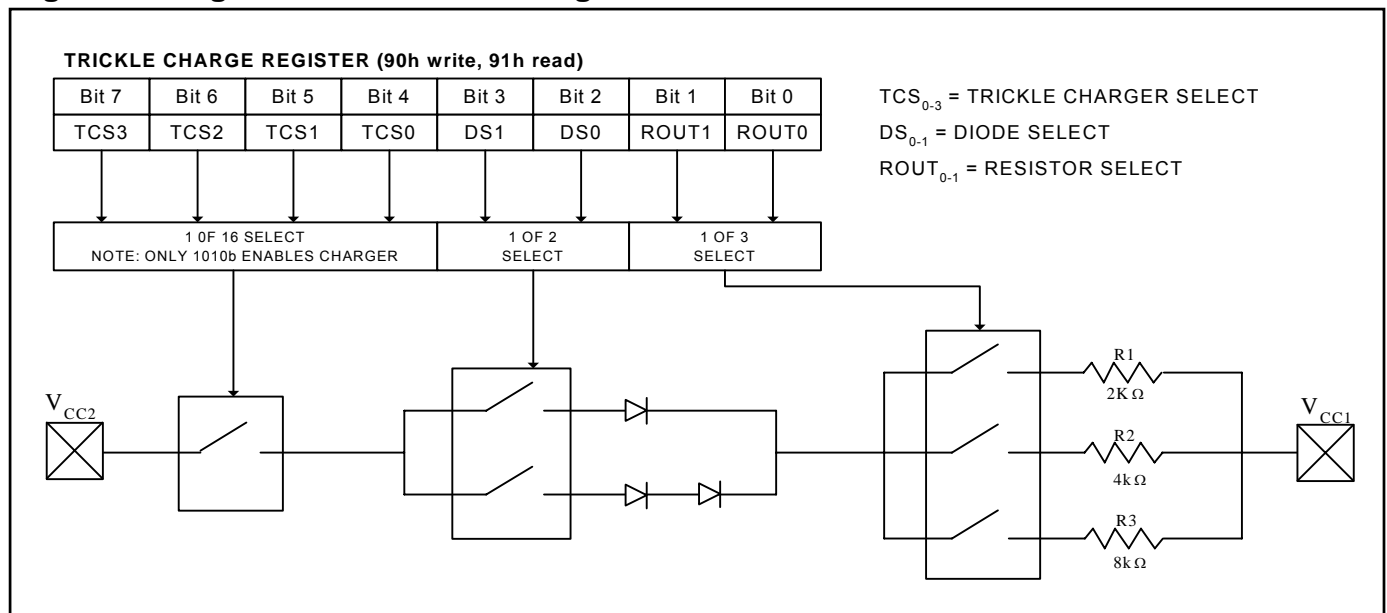 TRICKLE CHARGE REGISTER (90h write, 91h read)
Bit 7 Bit 6 Bit 5 Bit 4 Bit 3 Bit 2 Bit 1 Bit 0
TCS3 TCS2 TCS1 TCS0 DS1 DS0 ROUT1 ROUT0
TCS0-3 = TRICKLE CHARGER SELECT
DS0-1 = DIODE SELECT
ROUT0-1 = RESISTOR SELECT
1 0F 16 SELECT
NOTE: ONLY 1010b ENABLES CHARGER
1 OF 2
SELECT
1 OF 3
SELECT
VCC2
R1
2KΩ
R2
4kΩ
R3
8kΩ
VCC1